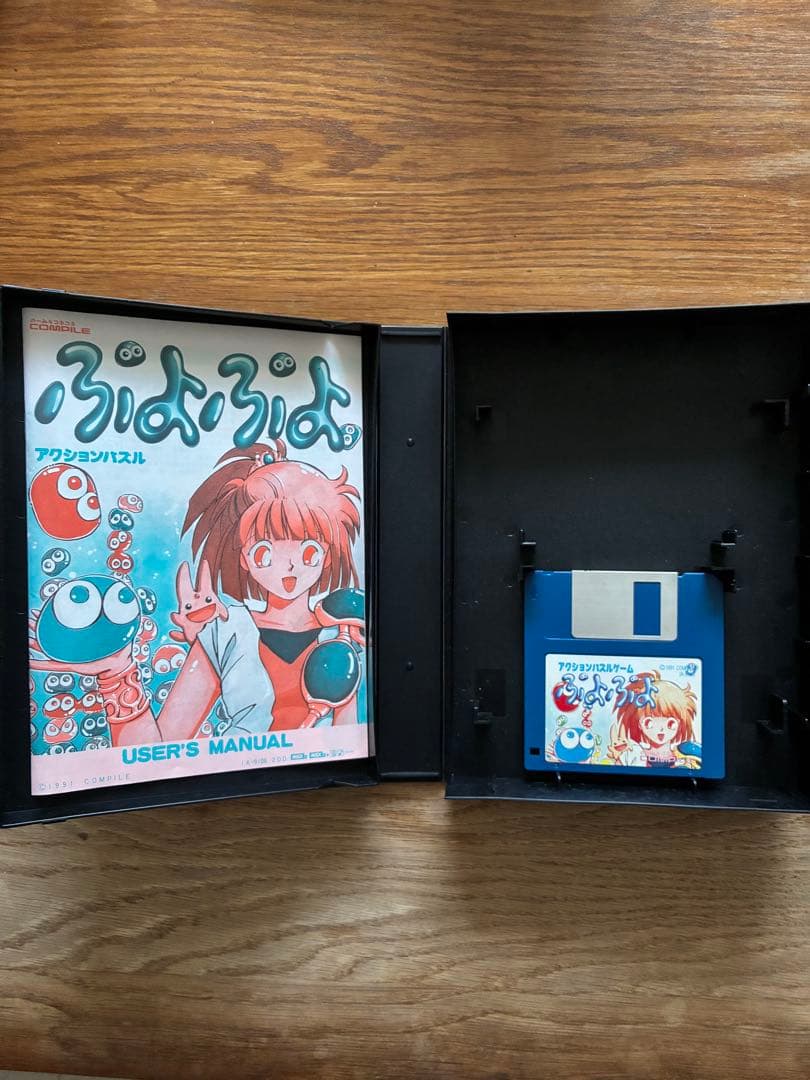 COMPILE
ぷよぷよ
アクションパズル
USER'S MANUAL
©1991 COMPILE
アクションパズルゲーム
ぷよぷよ
COMPILE